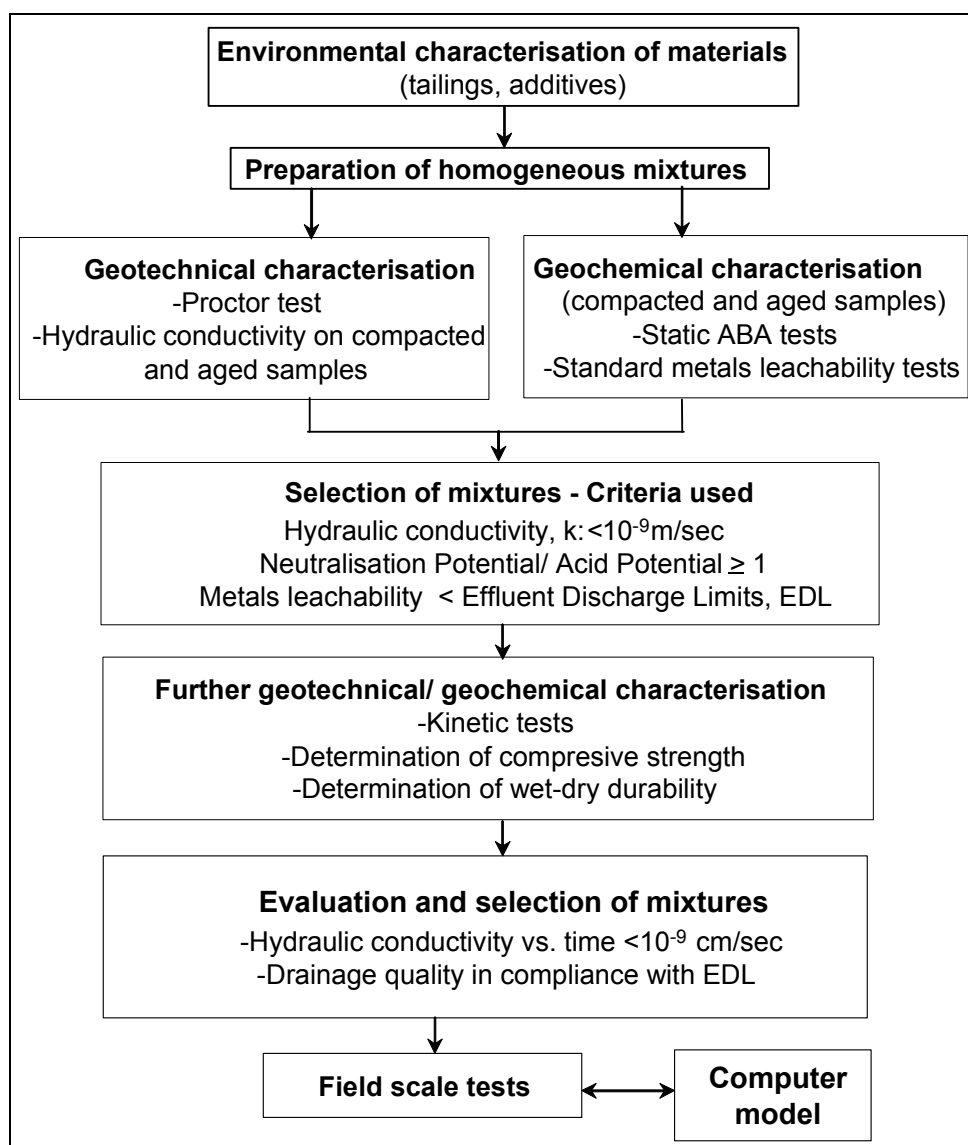 Environmental characterisation of materials
(tailings, additives)
Preparation of homogeneous mixtures
Geotechnical characterisation
-Proctor test
-Hydraulic conductivity on compacted
and aged samples
Geochemical characterisation
(compacted and aged samples)
-Static ABA tests
-Standard metals leachability tests
Selection of mixtures - Criteria used
Hydraulic conductivity, k: <10⁻⁹m/sec
Neutralisation Potential/ Acid Potential ≥ 1
Metals leachability < Effluent Discharge Limits, EDL
Further geotechnical/ geochemical characterisation
-Kinetic tests
-Determination of compresive strength
-Determination of wet-dry durability
Evaluation and selection of mixtures
-Hydraulic conductivity vs. time <10⁻⁹ cm/sec
-Drainage quality in compliance with EDL
Field scale tests
Computer
model